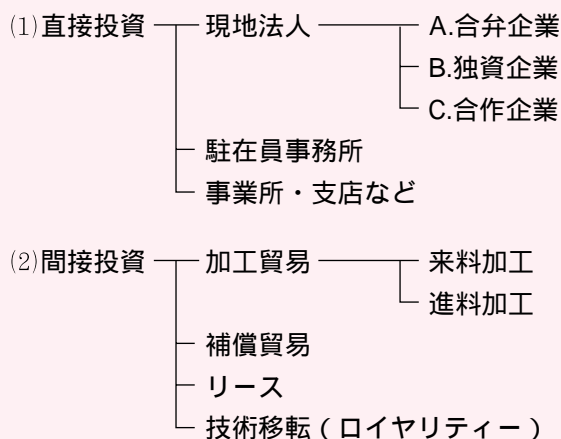 (1)直接投資 現地法人 A.合弁企業
B.独資企業
C.合作企業
駐在員事務所
事業所・支店など
(2)間接投資 加工貿易 来料加工
進料加工
補償貿易
リース
技術移転(ロイヤリティー)